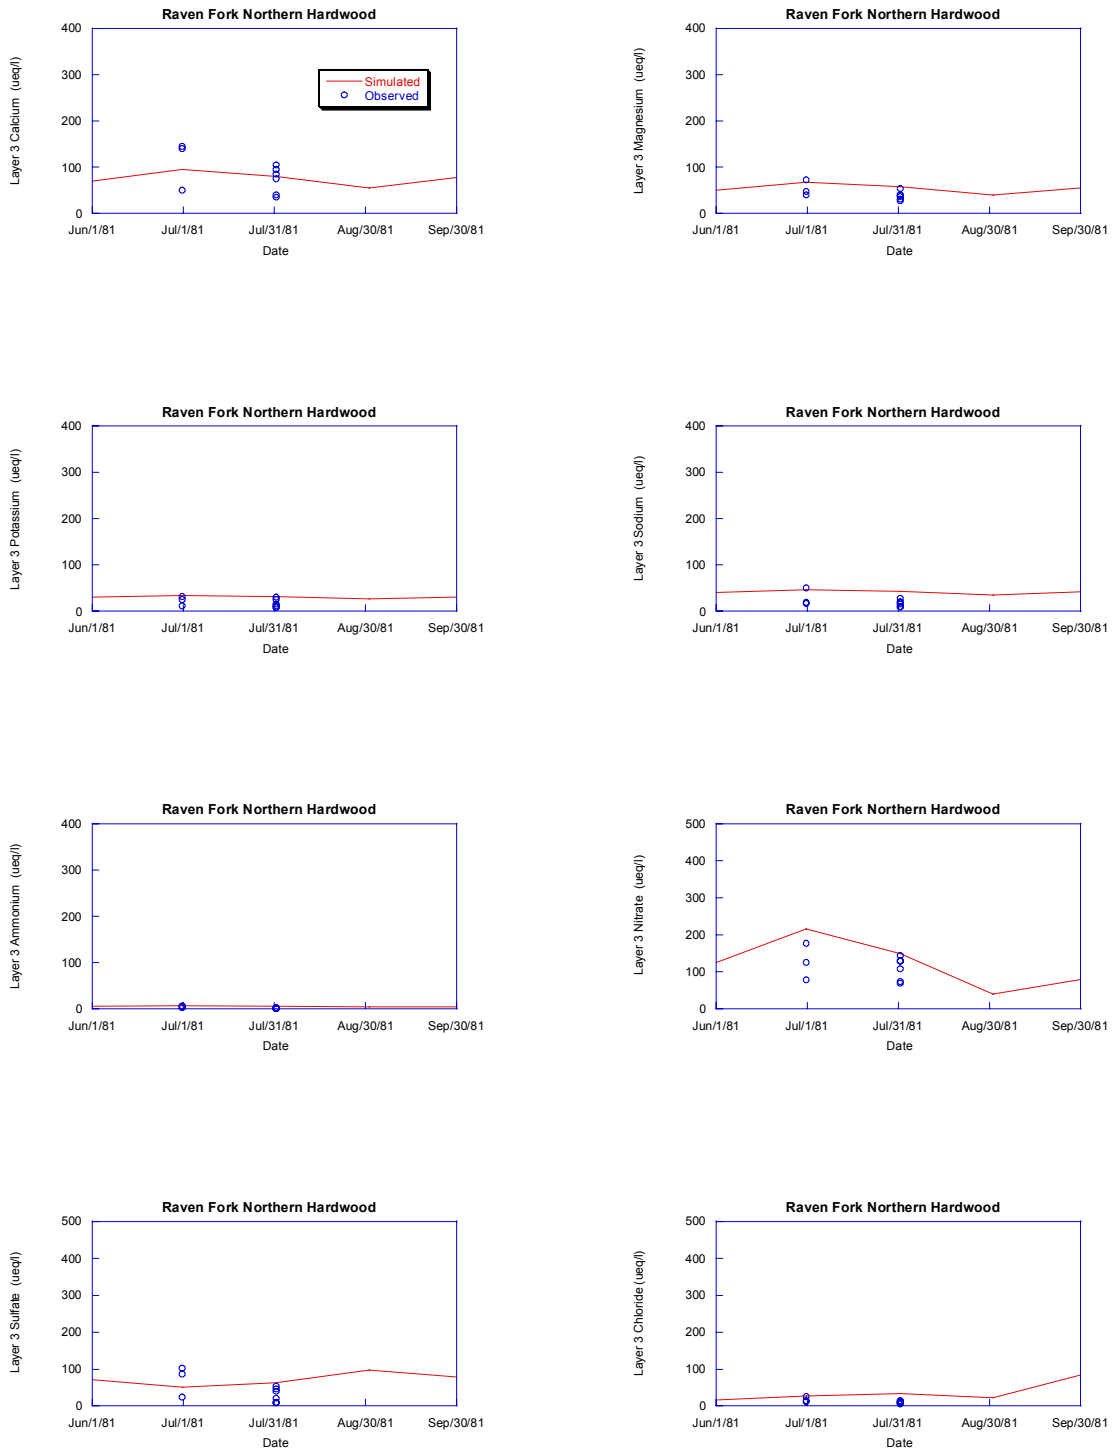 Raven Fork Northern Hardwood
Layer 3 Calcium (ueq/l)
400
300
200
100
0
Simulated
Observed
Jun/1/81 Jul/1/81 Jul/31/81 Aug/30/81 Sep/30/81
Date
Raven Fork Northern Hardwood
Layer 3 Magnesium (ueq/l)
400
300
200
100
0
Jun/1/81 Jul/1/81 Jul/31/81 Aug/30/81 Sep/30/81
Date
Raven Fork Northern Hardwood
Layer 3 Potassium (ueq/l)
400
300
200
100
0
Jun/1/81 Jul/1/81 Jul/31/81 Aug/30/81 Sep/30/81
Date
Raven Fork Northern Hardwood
Layer 3 Sodium (ueq/l)
400
300
200
100
0
Jun/1/81 Jul/1/81 Jul/31/81 Aug/30/81 Sep/30/81
Date
Raven Fork Northern Hardwood
Layer 3 Ammonium (ueq/l)
400
300
200
100
0
Jun/1/81 Jul/1/81 Jul/31/81 Aug/30/81 Sep/30/81
Date
Raven Fork Northern Hardwood
Layer 3 Nitrate (ueq/l)
500
400
300
200
100
0
Jun/1/81 Jul/1/81 Jul/31/81 Aug/30/81 Sep/30/81
Date
Raven Fork Northern Hardwood
Layer 3 Sulfate (ueq/l)
500
400
300
200
100
0
Jun/1/81 Jul/1/81 Jul/31/81 Aug/30/81 Sep/30/81
Date
Raven Fork Northern Hardwood
Layer 3 Chloride (ueq/l)
500
400
300
200
100
0
Jun/1/81 Jul/1/81 Jul/31/81 Aug/30/81 Sep/30/81
Date